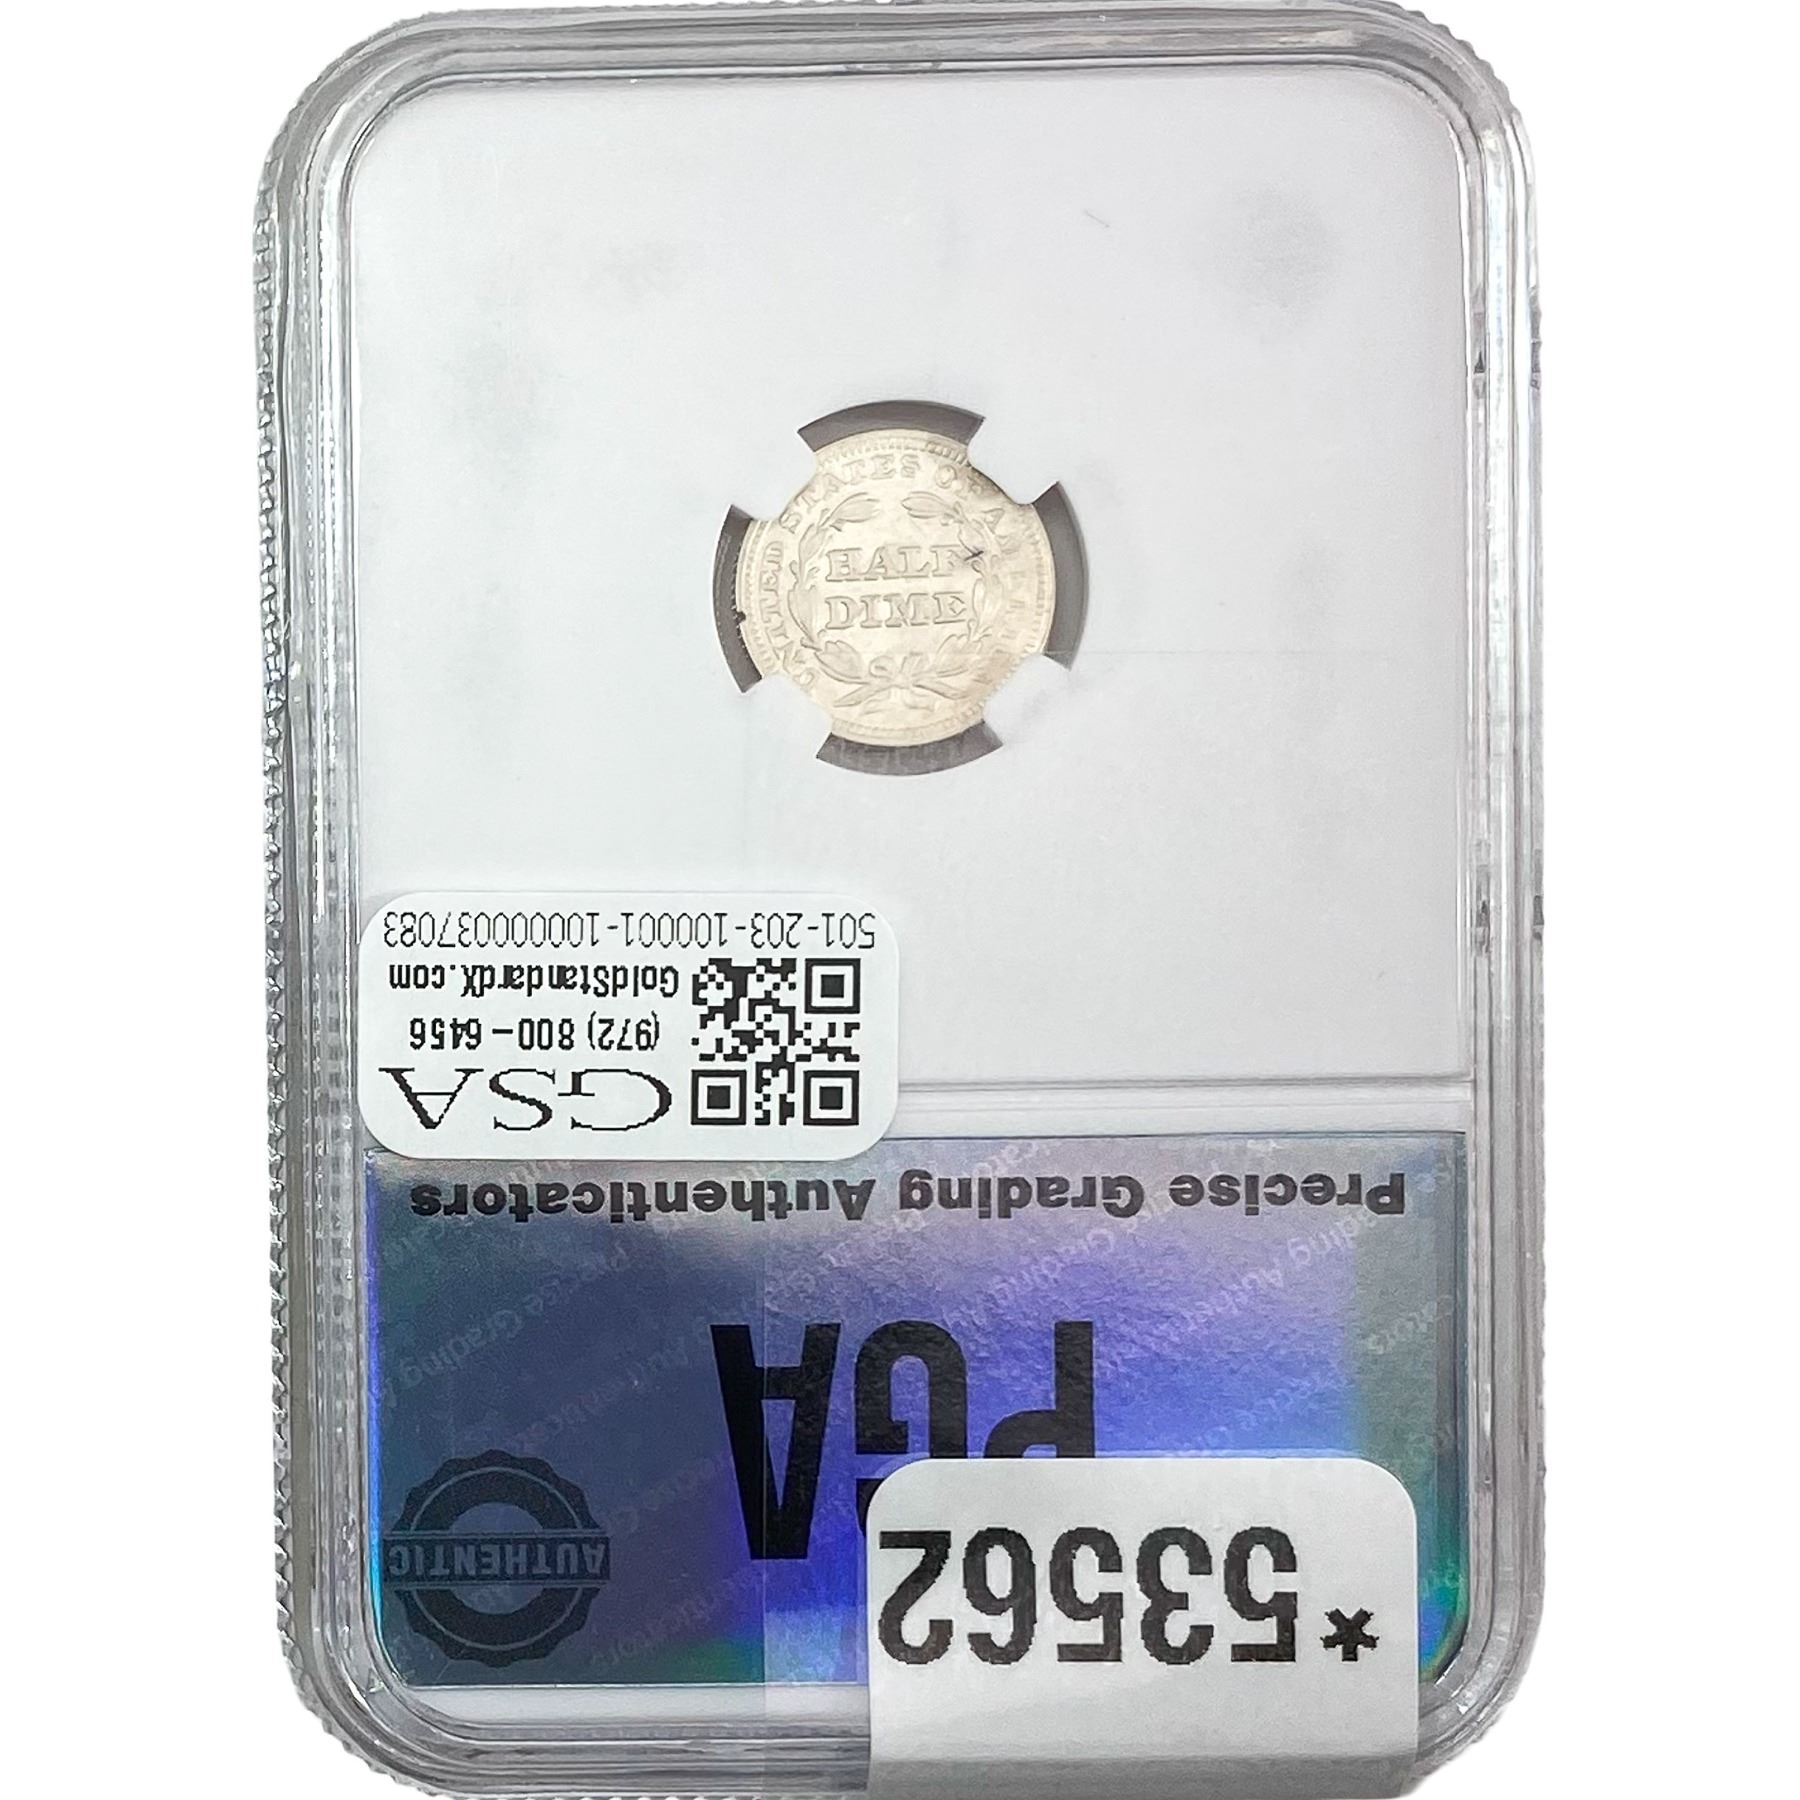 UNITED STATES OF AMERICA
HALF
DIME
501-203-100001-100000037083
GoldStandardX.com
(972) 800-6456
GSA
Precise Grading Authenticators
PGA
AUTHENTIC
*53562